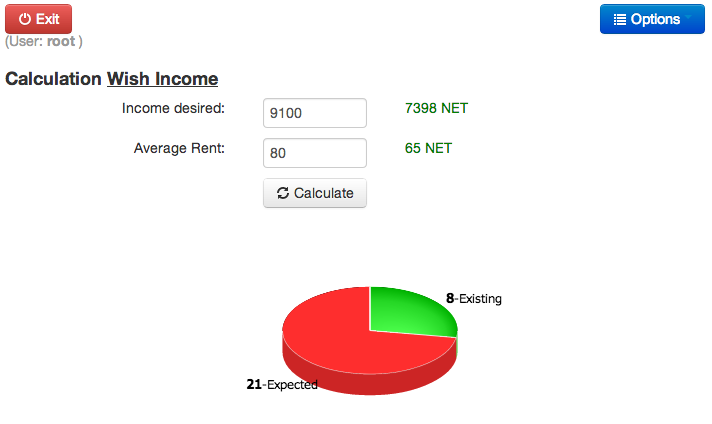 Exit
Options
(User: root )
Calculation Wish Income
Income desired: 9100 7398 NET
Average Rent: 80 65 NET
Calculate
8-Existing
21-Expected